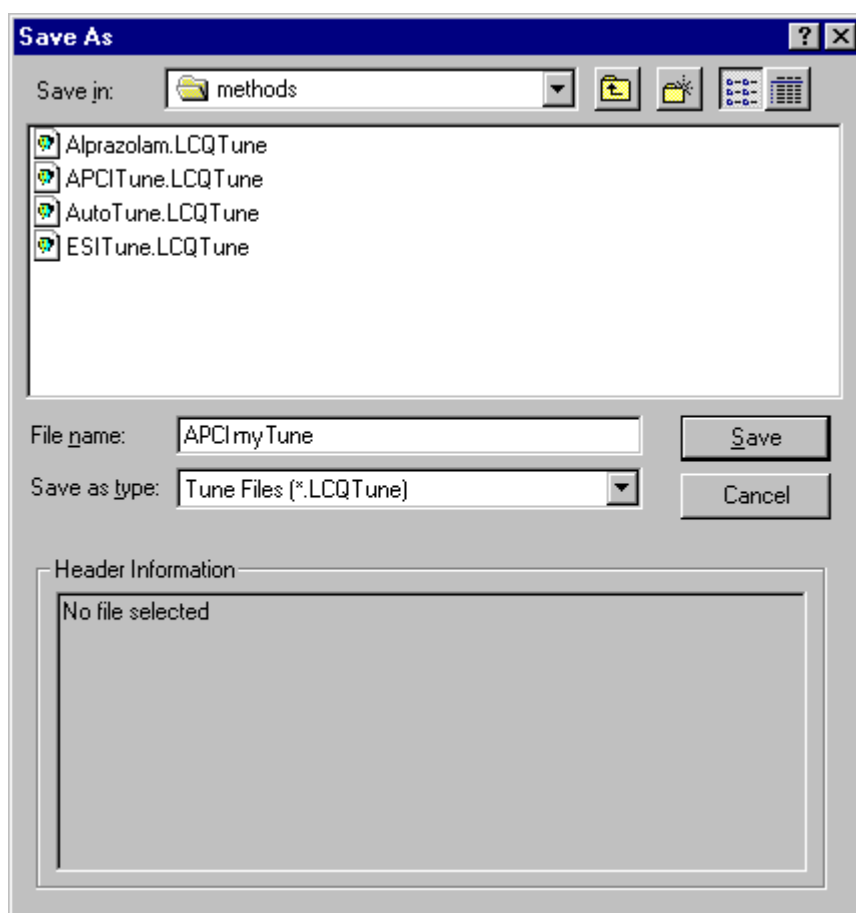 Save As
Save in: methods
Alprazolam.LCQTune
APCITune.LCQTune
AutoTune.LCQTune
ESITune.LCQTune
File name: APCImyTune Save
Save as type: Tune Files (*.LCQTune) Cancel
Header Information
No file selected